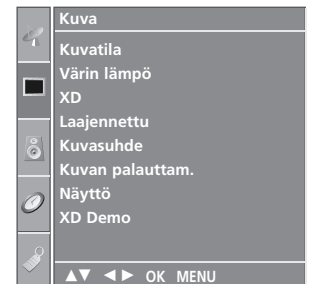 Kuva
Kuvatila
Värin lämpö
XD
Laajennettu
Kuvasuhde
Kuvan palauttam.
Näyttö
XD Demo
▲▼ ◄► OK MENU